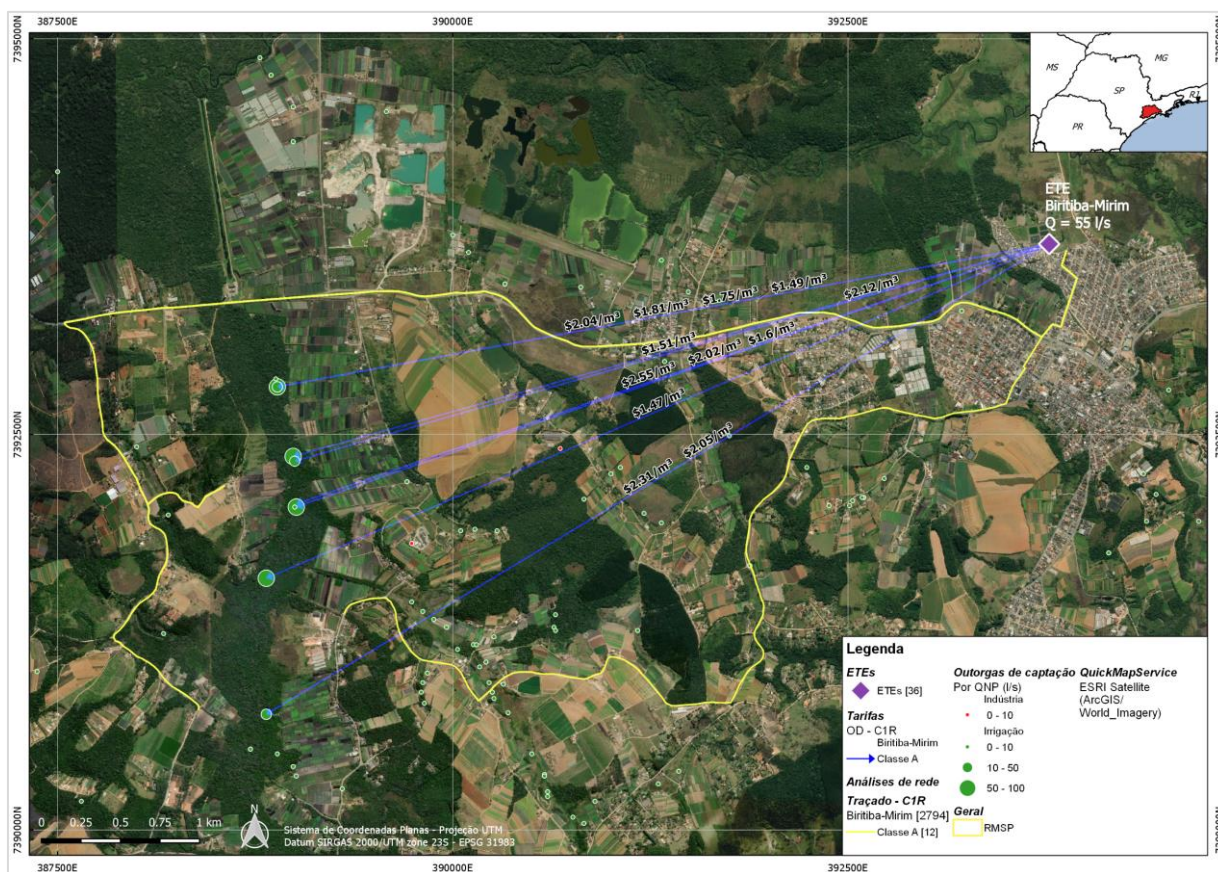 387500E
390000E
392500E
7395000N
7395000N
MS
MG
SP
RJ
PR
ETE
Biritiba-Mirim
Q = 55 l/s
$2.04/m³
$1.81/m³
$1.75/m³
$1.49/m³
$2.12/m³
$1.51/m³
$2.02/m³
$1.6/m³
$2.55/m³
$1.47/m³
$2.31/m³
$2.05/m³
7392500N
7392500N
Legenda
ETEs
ETEs [36]
Tarifas
OD - C1R
Biritiba-Mirim
Classe A
Análises de rede
Traçado - C1R
Biritiba-Mirim [2794]
Classe A [12]
Outorgas de captação
Por QNP (l/s)
Indústria
0 - 10
Irrigação
0 - 10
10 - 50
50 - 100
Geral
RMSP
QuickMapService
ESRI Satellite
(ArcGIS/
World_Imagery)
7390000N
7390000N
0 0.25 0.5 0.75 1 km
N
Sistema de Coordenadas Planas - Projeção UTM
Datum SIRGAS 2000/UTM zone 23S - EPSG 31983
387500E
390000E
392500E